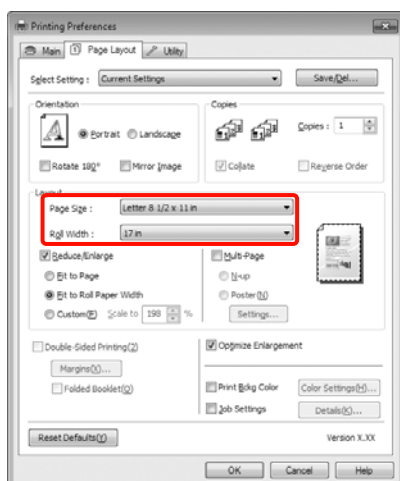 Printing Preferences
Main Page Layout Utility
Select Setting : Current Settings Save/Del...
Orientation Copies
Portrait Landscape Copies : 1
Rotate 180° Mirror Image Collate Reverse Order
Layout
Page Size : Letter 8 1/2 x 11 in
Roll Width : 17 in
Reduce/Enlarge Multi-Page
Fit to Page N-up
Fit to Roll Paper Width Poster(N)
Custom(F) Scale to 198 % Settings...
Double-Sided Printing(2) Optimize Enlargement
Margins(X)...
Folded Booklet(Q) Print Bckg Color Color Settings(H)...
Job Settings Details(K)...
Reset Defaults(Y) Version X.XX
OK Cancel Help